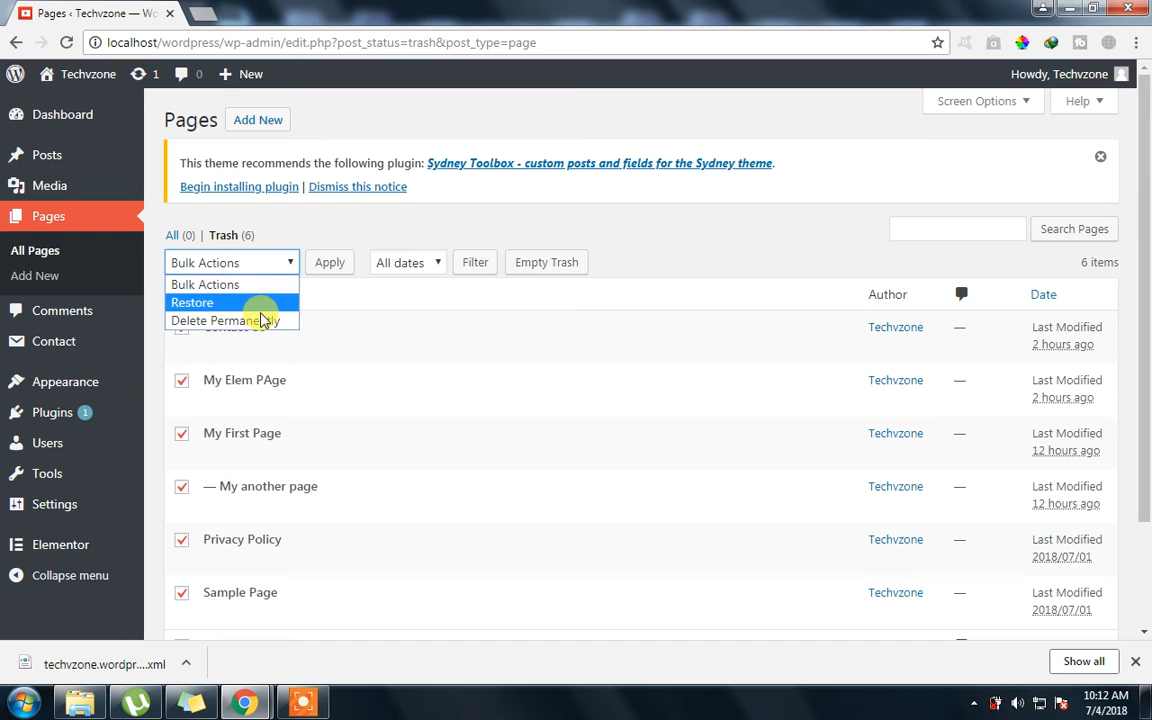 Pages ‹ Techvzone — Wo
localhost/wordpress/wp-admin/edit.php?post_status=trash&post_type=page
Techvzone 1 0 New
Howdy, Techvzone
Screen Options Help
Dashboard
Posts
Media
Pages
All Pages
Add New
Comments
Contact
Appearance
Plugins 1
Users
Tools
Settings
Elementor
Collapse menu
Pages Add New
This theme recommends the following plugin: Sydney Toolbox - custom posts and fields for the Sydney theme.
Begin installing plugin | Dismiss this notice
All (0) | Trash (6)
Search Pages
Bulk Actions Apply All dates Filter Empty Trash 6 items
Bulk Actions
Restore
Delete Permanently
Author Date
Techvzone — Last Modified
2 hours ago
My Elem PAge Techvzone — Last Modified
2 hours ago
My First Page Techvzone — Last Modified
12 hours ago
— My another page Techvzone — Last Modified
12 hours ago
Privacy Policy Techvzone — Last Modified
2018/07/01
Sample Page Techvzone — Last Modified
2018/07/01
techvzone.wordpr....xml Show all
10:12 AM
7/4/2018